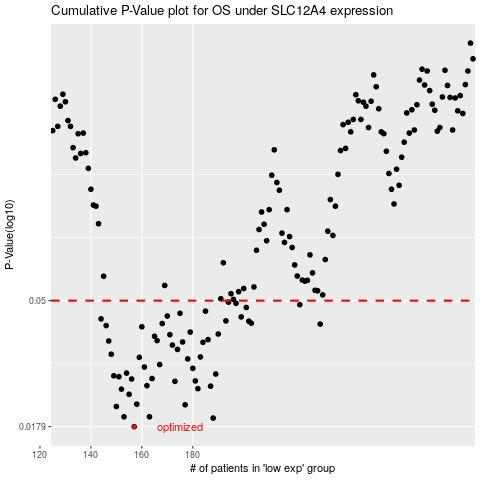 Cumulative P-Value plot for OS under SLC12A4 expression
P-Value(log10)
0.05
0.0179
optimized
120 140 160 180
# of patients in 'low exp' group